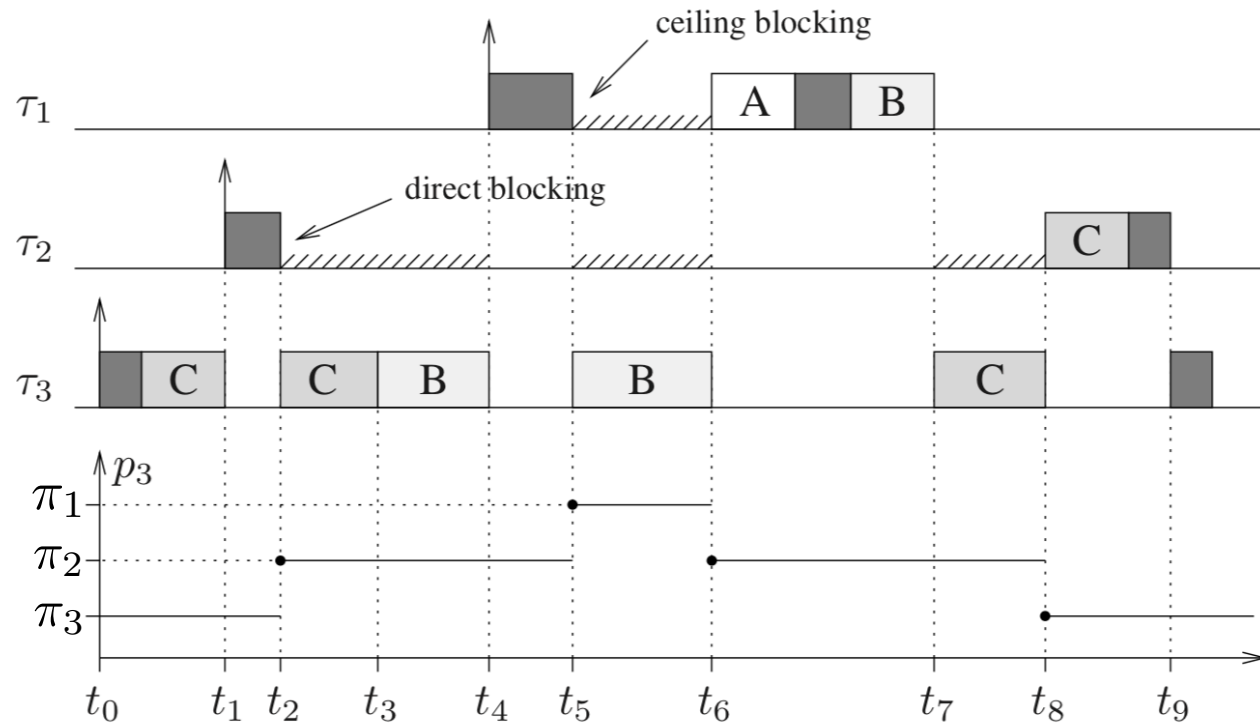 ceiling blocking
τ1 A B
direct blocking
τ2 C
τ3 C C B B C
p3
π1
π2
π3
t0 t1 t2 t3 t4 t5 t6 t7 t8 t9